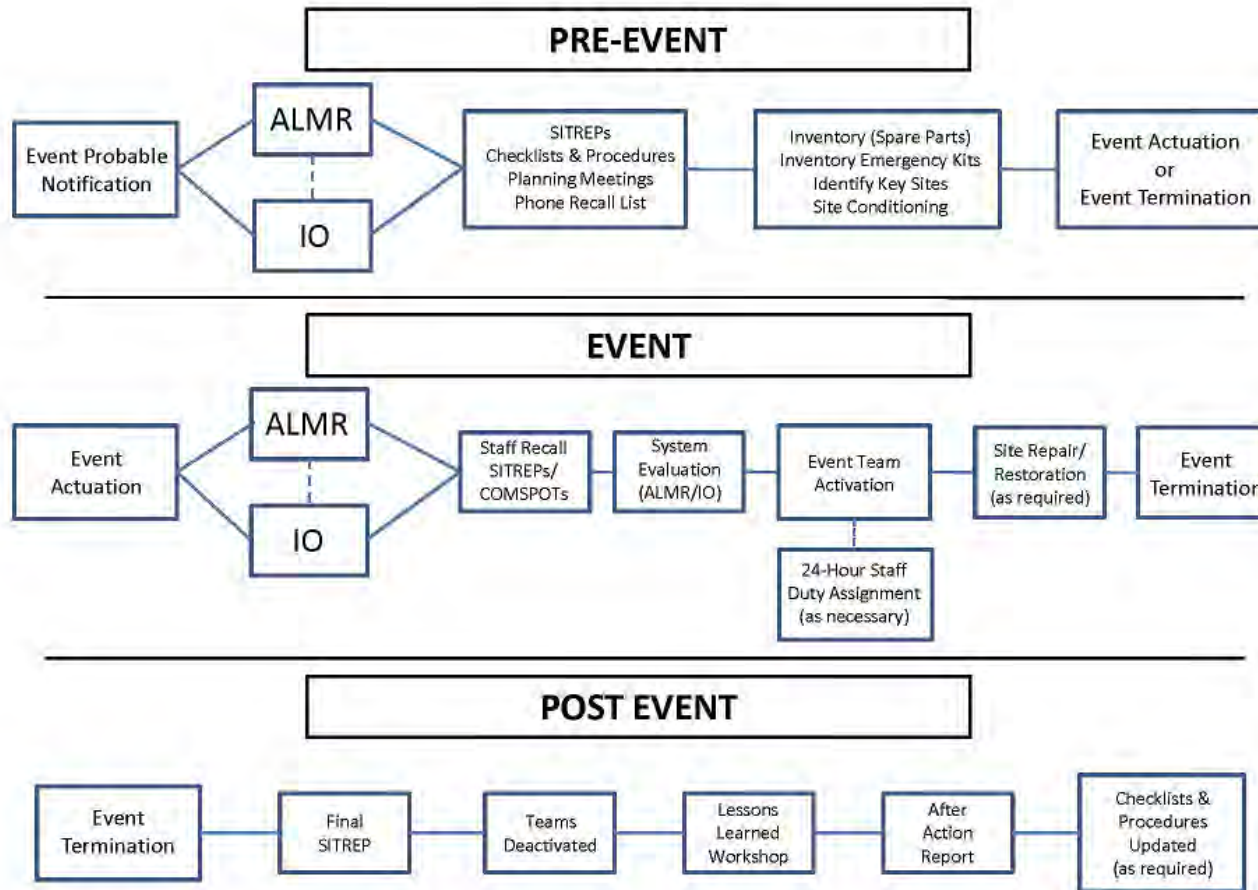 PRE-EVENT
Event Probable
Notification
ALMR
IO
SITREPs
Checklists & Procedures
Planning Meetings
Phone Recall List
Inventory (Spare Parts)
Inventory Emergency Kits
Identify Key Sites
Site Conditioning
Event Actuation
or
Event Termination
EVENT
Event
Actuation
ALMR
IO
Staff Recall
SITREPs/
COMSPOTs
System
Evaluation
(ALMR/IO)
Event Team
Activation
24-Hour Staff
Duty Assignment
(as necessary)
Site Repair/
Restoration
(as required)
Event
Termination
POST EVENT
Event
Termination
Final
SITREP
Teams
Deactivated
Lessons
Learned
Workshop
After
Action
Report
Checklists &
Procedures
Updated
(as required)